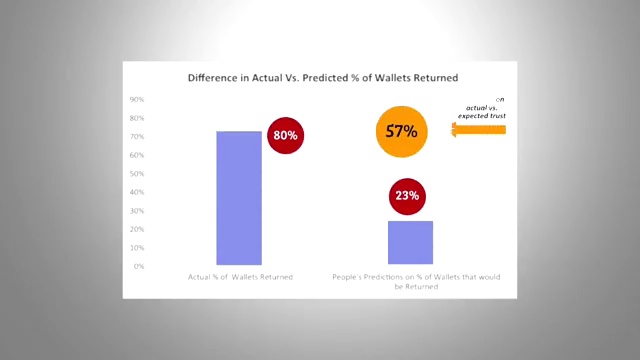 Difference in Actual Vs. Predicted % of Wallets Returned
90%
80%
70%
60%
50%
40%
30%
20%
10%
0%
80%
57%
23%
on
actual vs.
expected trust
Actual % of Wallets Returned
People's Predictions on % of Wallets that would
be Returned